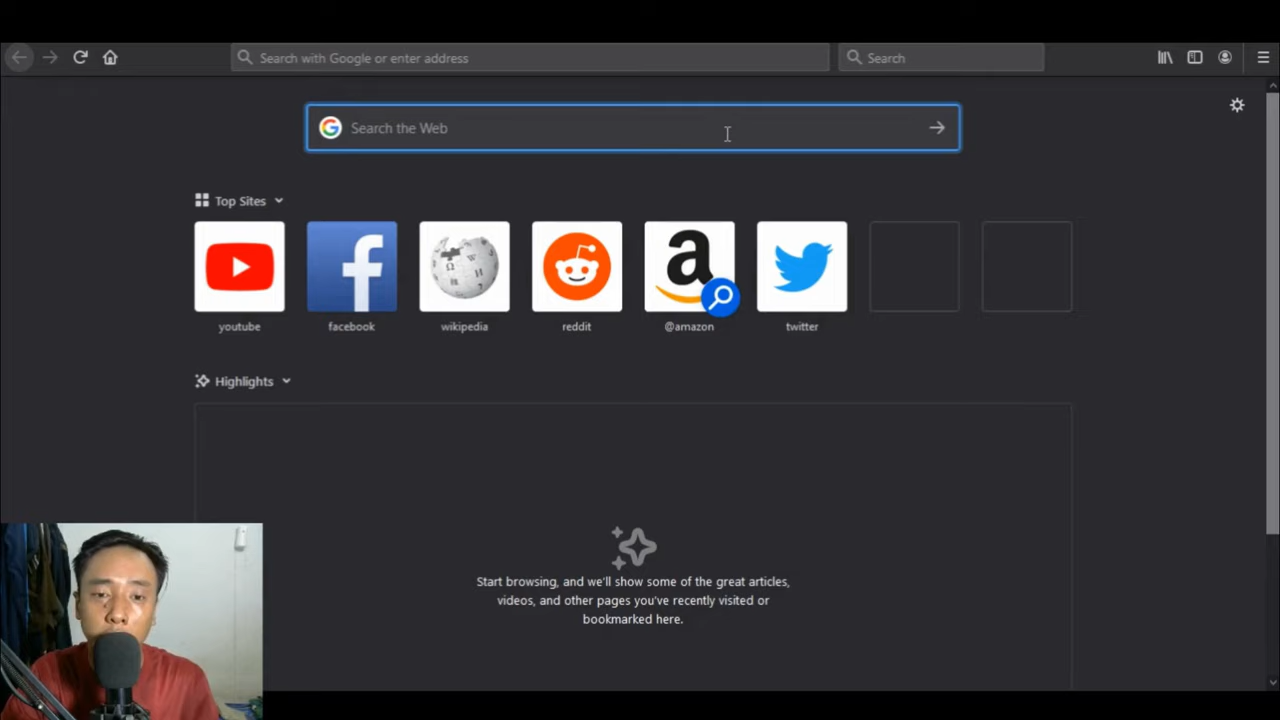 Search with Google or enter address
Search
Search the Web
Top Sites
youtube
facebook
wikipedia
reddit
@amazon
twitter
Highlights
Start browsing, and we'll show some of the great articles,
videos, and other pages you've recently visited or
bookmarked here.